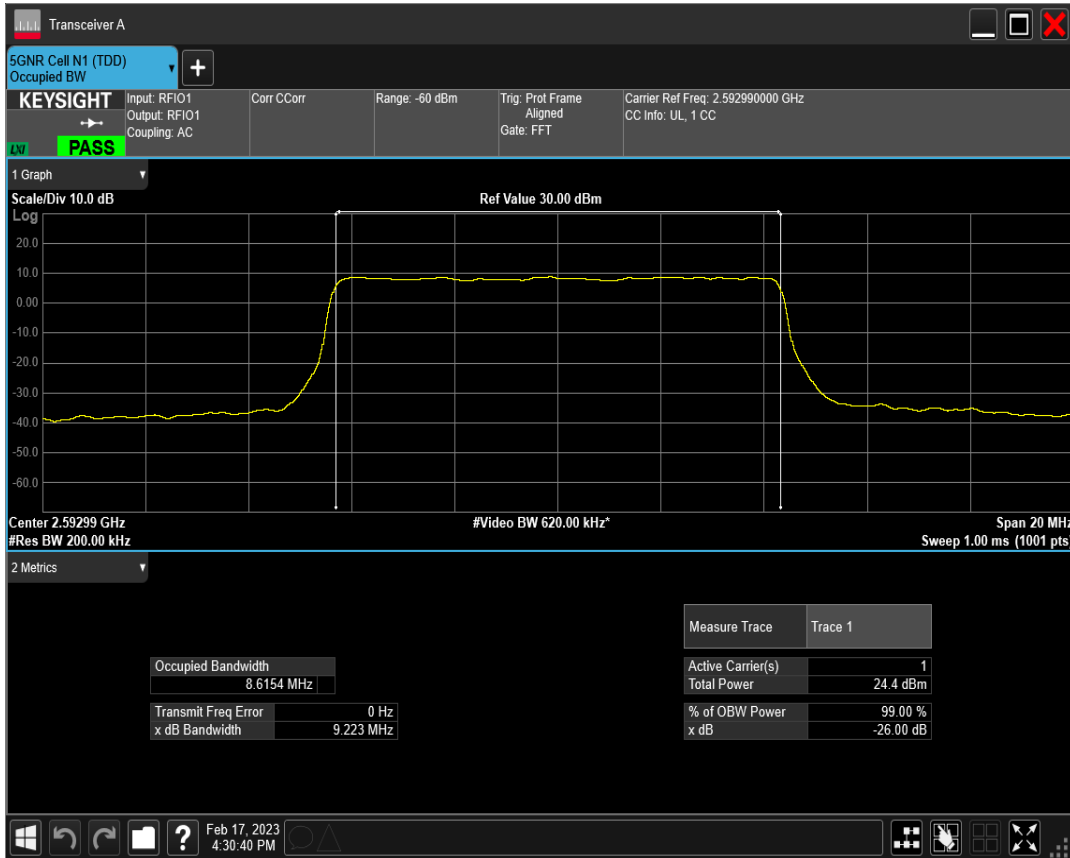 Transceiver A
5GNR Cell N1 (TDD)
Occupied BW
+
KEYSIGHT
LXI
PASS
Input: RFIO1
Output: RFIO1
Coupling: AC
Corr CCorr
Range: -60 dBm
Trig: Prot Frame
Aligned
Gate: FFT
Carrier Ref Freq: 2.592990000 GHz
CC Info: UL, 1 CC
1 Graph
Scale/Div 10.0 dB
Ref Value 30.00 dBm
Log
20.0
10.0
0.00
-10.0
-20.0
-30.0
-40.0
-50.0
-60.0
Center 2.59299 GHz
#Video BW 620.00 kHz*
Span 20 MHz
#Res BW 200.00 kHz
Sweep 1.00 ms (1001 pts)
2 Metrics
Measure Trace Trace 1
Occupied Bandwidth
8.6154 MHz
Active Carrier(s) 1
Total Power 24.4 dBm
Transmit Freq Error 0 Hz
x dB Bandwidth 9.223 MHz
% of OBW Power 99.00 %
x dB -26.00 dB
?
Feb 17, 2023
4:30:40 PM